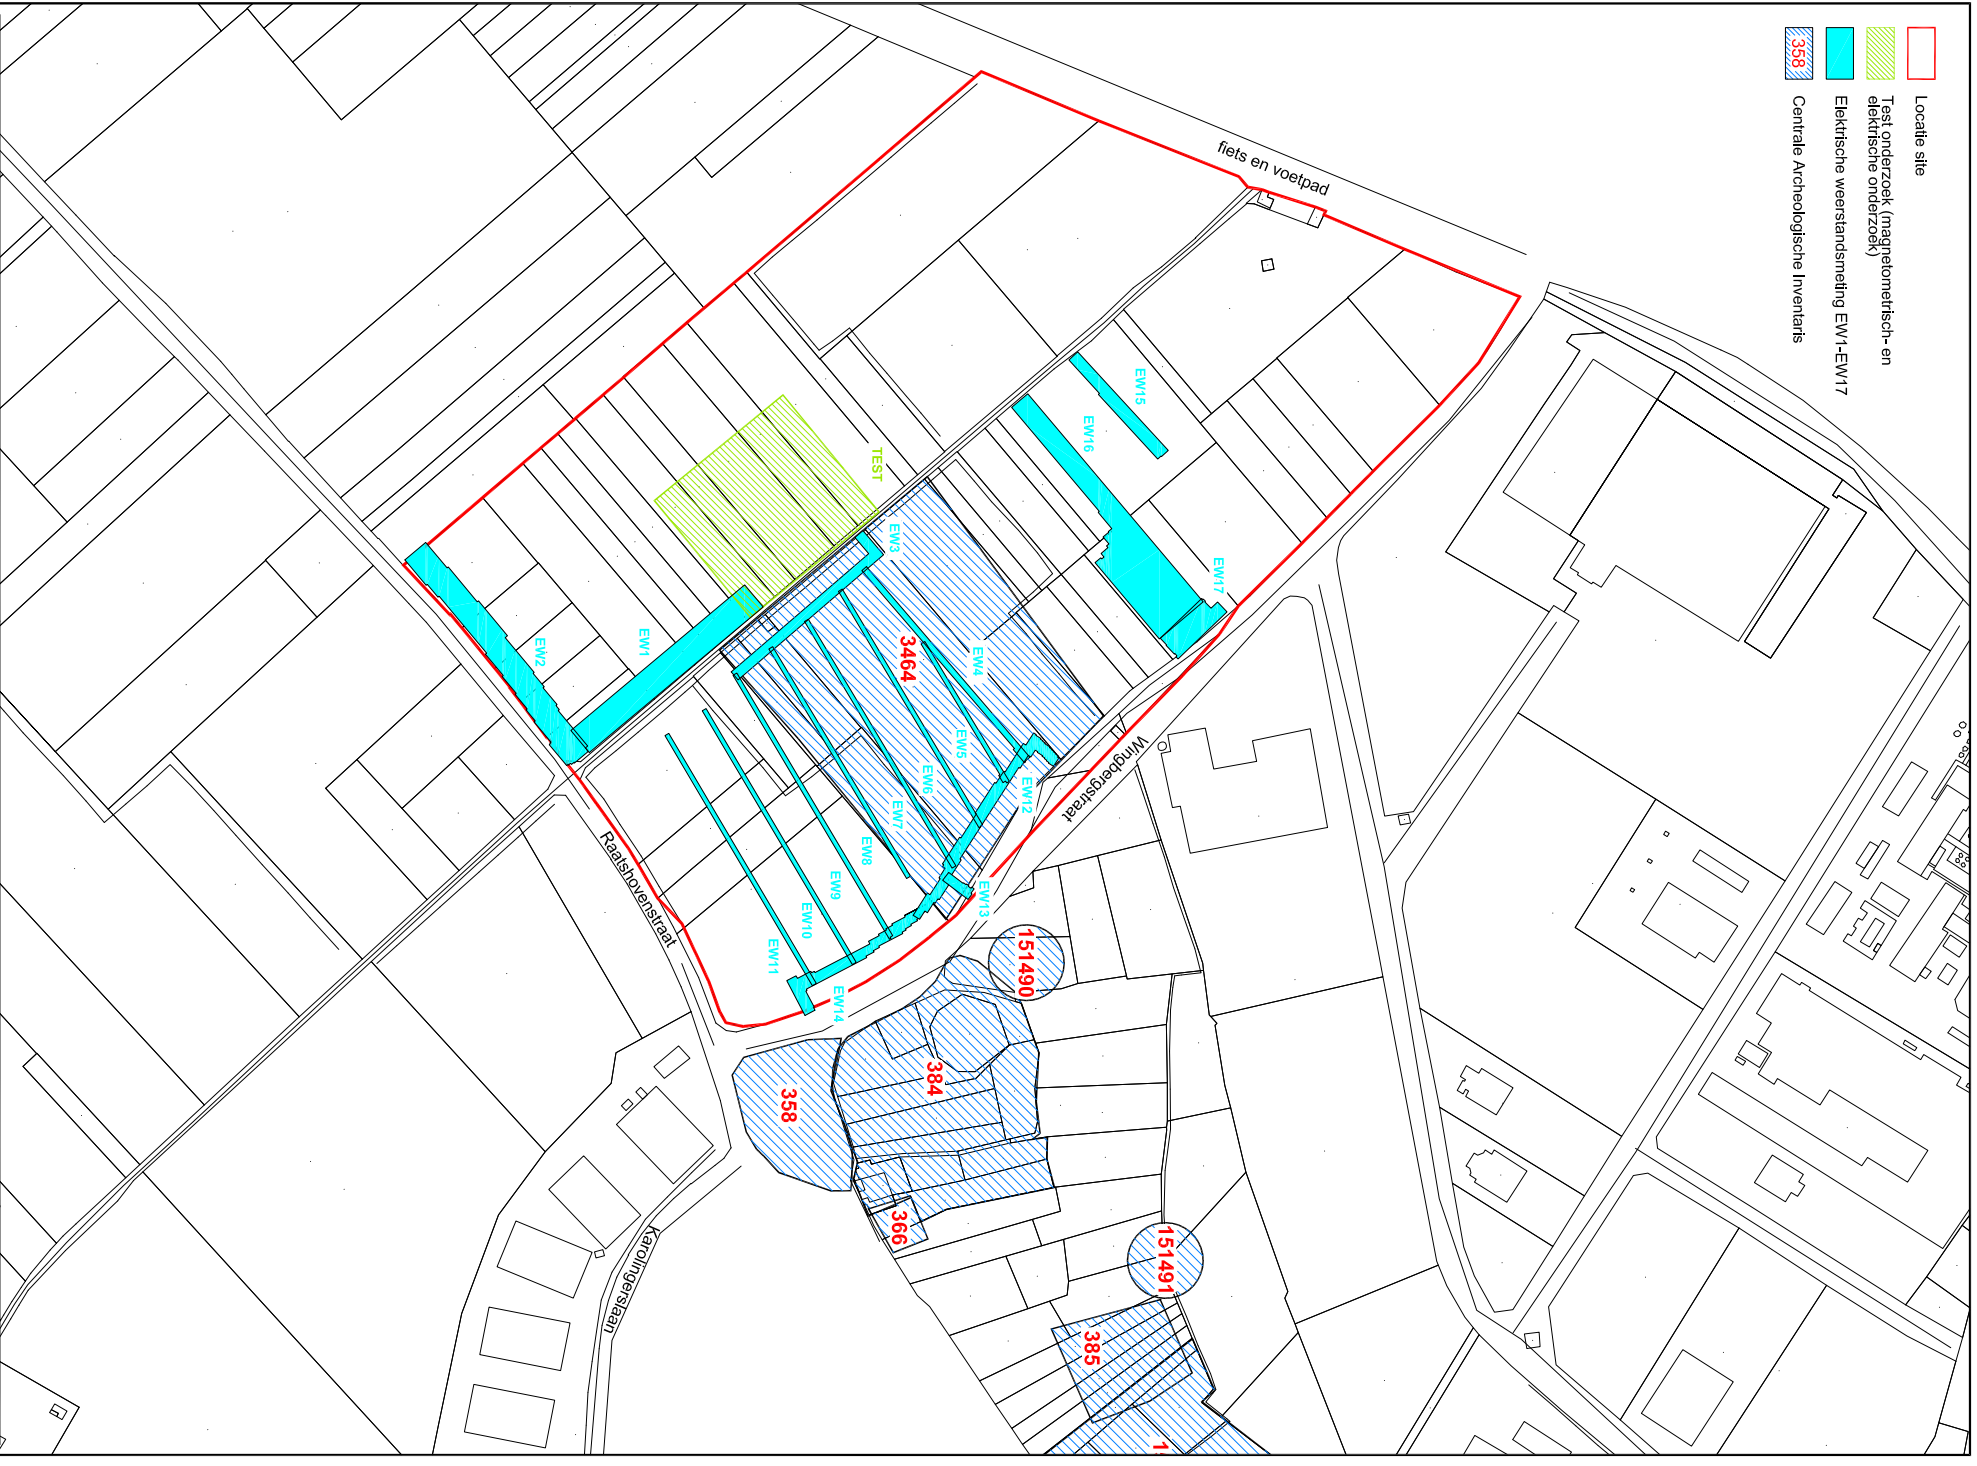 Locatie site
Test onderzoek (magnetometrisch- en
elektrische onderzoek)
Elektrische weerstandsmeting EW1-EW17
358
Centrale Archeologische Inventaris
fiets en voetpad
EW15
EW16
EW17
TEST
EW3
3464
EW4
EW1
EW2
EW5
EW6
EW7
EW8
EW9
EW10
EW11
EW12
EW13
EW14
Wingbergstraat
Raatshovenstraat
Karolingerslaan
151490
384
358
366
151491
385